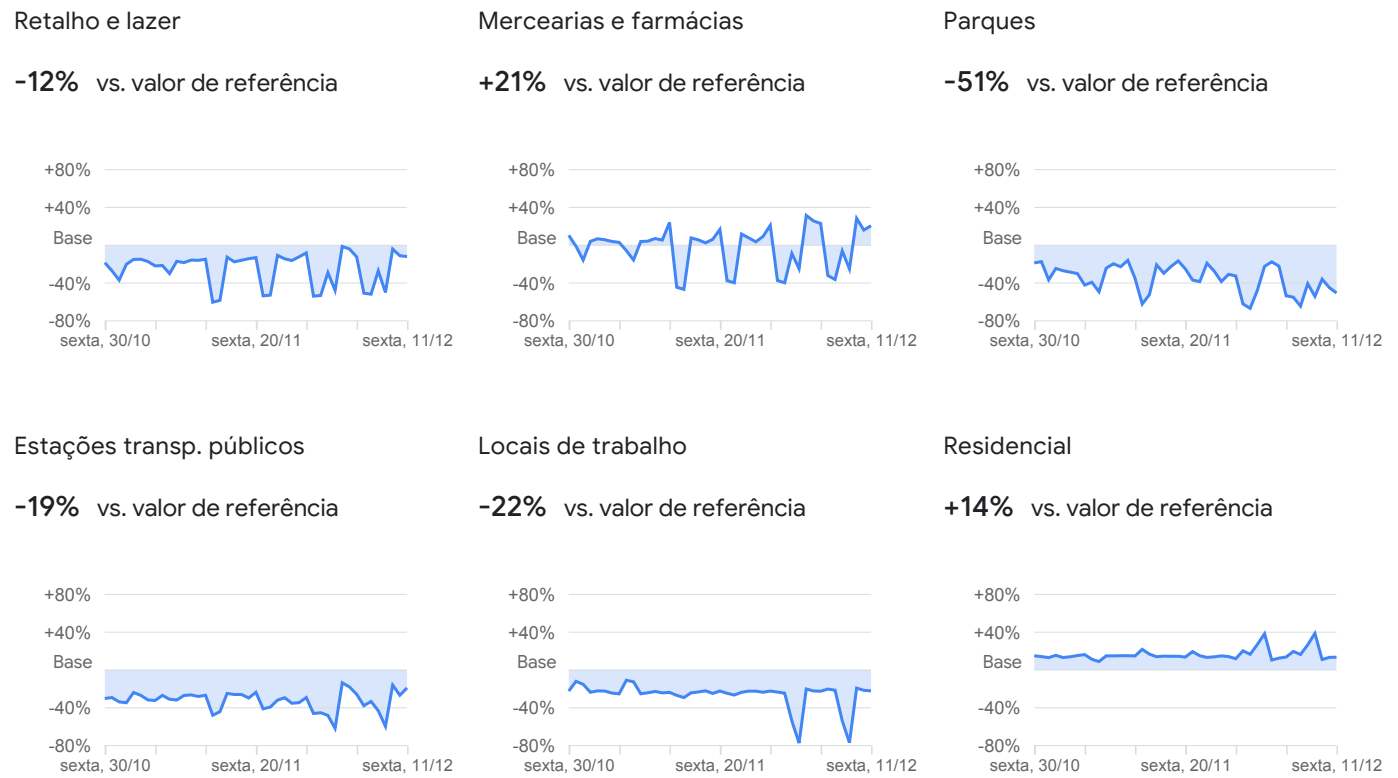 Retalho e lazer
-12% vs. valor de referência
+80%
+40%
Base
-40%
-80%
sexta, 30/10 sexta, 20/11 sexta, 11/12
Mercearias e farmácias
+21% vs. valor de referência
+80%
+40%
Base
-40%
-80%
sexta, 30/10 sexta, 20/11 sexta, 11/12
Parques
-51% vs. valor de referência
+80%
+40%
Base
-40%
-80%
sexta, 30/10 sexta, 20/11 sexta, 11/12
Estações transp. públicos
-19% vs. valor de referência
+80%
+40%
Base
-40%
-80%
sexta, 30/10 sexta, 20/11 sexta, 11/12
Locais de trabalho
-22% vs. valor de referência
+80%
+40%
Base
-40%
-80%
sexta, 30/10 sexta, 20/11 sexta, 11/12
Residencial
+14% vs. valor de referência
+80%
+40%
Base
-40%
-80%
sexta, 30/10 sexta, 20/11 sexta, 11/12